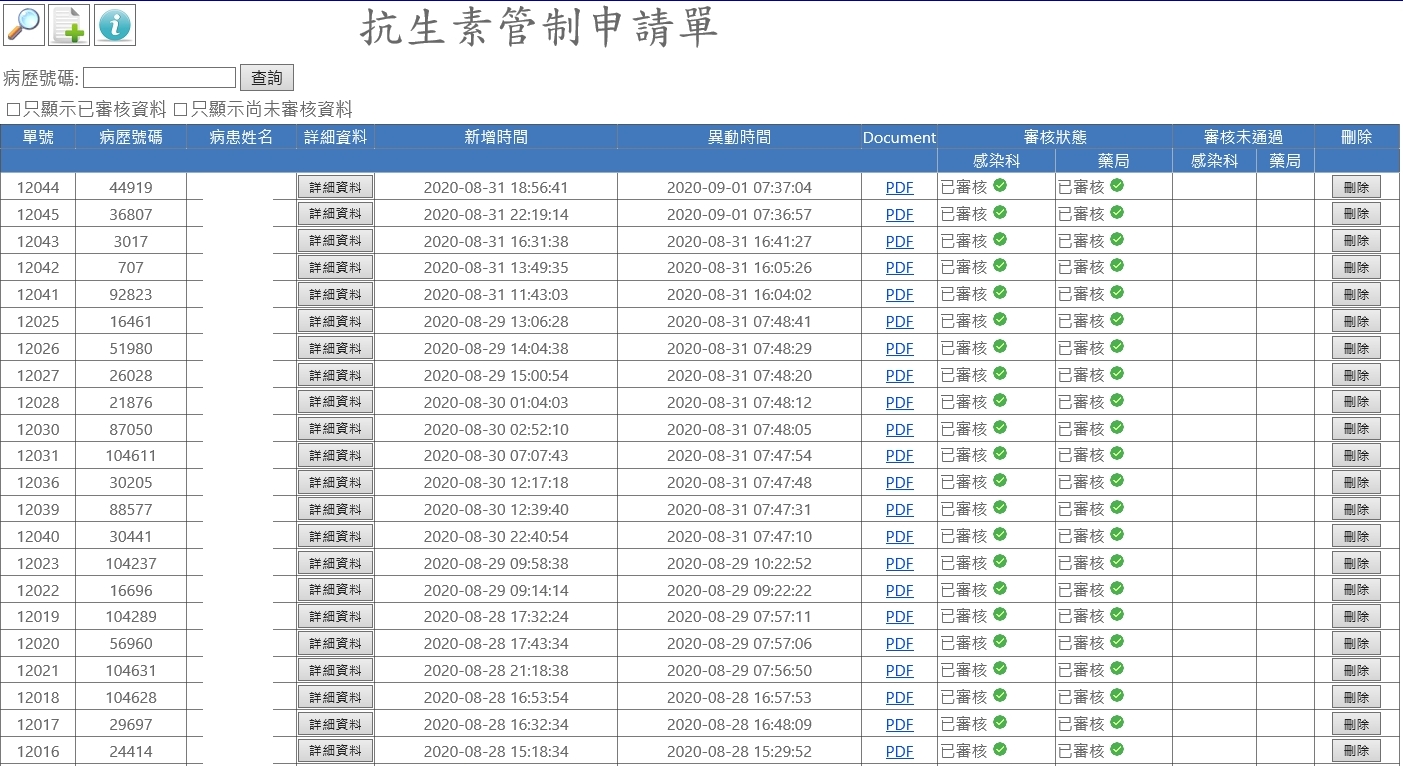 抗生素管制申請單
病歷號碼: 查詢
只顯示已審核資料 只顯示尚未審核資料
單號 病歷號碼 病患姓名 詳細資料 新增時間 異動時間 Document 審核狀態 審核未通過 刪除
感染科 藥局 感染科 藥局
12044 44919 詳細資料 2020-08-31 18:56:41 2020-09-01 07:37:04 PDF 已審核 已審核 刪除
12045 36807 詳細資料 2020-08-31 22:19:14 2020-09-01 07:36:57 PDF 已審核 已審核 刪除
12043 3017 詳細資料 2020-08-31 16:31:38 2020-08-31 16:41:27 PDF 已審核 已審核 刪除
12042 707 詳細資料 2020-08-31 13:49:35 2020-08-31 16:05:26 PDF 已審核 已審核 刪除
12041 92823 詳細資料 2020-08-31 11:43:03 2020-08-31 16:04:02 PDF 已審核 已審核 刪除
12025 16461 詳細資料 2020-08-29 13:06:28 2020-08-31 07:48:41 PDF 已審核 已審核 刪除
12026 51980 詳細資料 2020-08-29 14:04:38 2020-08-31 07:48:29 PDF 已審核 已審核 刪除
12027 26028 詳細資料 2020-08-29 15:00:54 2020-08-31 07:48:20 PDF 已審核 已審核 刪除
12028 21876 詳細資料 2020-08-30 01:04:03 2020-08-31 07:48:12 PDF 已審核 已審核 刪除
12030 87050 詳細資料 2020-08-30 02:52:10 2020-08-31 07:48:05 PDF 已審核 已審核 刪除
12031 104611 詳細資料 2020-08-30 07:07:43 2020-08-31 07:47:54 PDF 已審核 已審核 刪除
12036 30205 詳細資料 2020-08-30 12:17:18 2020-08-31 07:47:48 PDF 已審核 已審核 刪除
12039 88577 詳細資料 2020-08-30 12:39:40 2020-08-31 07:47:31 PDF 已審核 已審核 刪除
12040 30441 詳細資料 2020-08-30 22:40:54 2020-08-31 07:47:10 PDF 已審核 已審核 刪除
12023 104237 詳細資料 2020-08-29 09:58:38 2020-08-29 10:22:52 PDF 已審核 已審核 刪除
12022 16696 詳細資料 2020-08-29 09:14:14 2020-08-29 09:22:22 PDF 已審核 已審核 刪除
12019 104289 詳細資料 2020-08-28 17:32:24 2020-08-29 07:57:11 PDF 已審核 已審核 刪除
12020 56960 詳細資料 2020-08-28 17:43:34 2020-08-29 07:57:06 PDF 已審核 已審核 刪除
12021 104631 詳細資料 2020-08-28 21:18:38 2020-08-29 07:56:50 PDF 已審核 已審核 刪除
12018 104628 詳細資料 2020-08-28 16:53:54 2020-08-28 16:57:53 PDF 已審核 已審核 刪除
12017 29697 詳細資料 2020-08-28 16:32:34 2020-08-28 16:48:09 PDF 已審核 已審核 刪除
12016 24414 詳細資料 2020-08-28 15:18:34 2020-08-28 15:29:52 PDF 已審核 已審核 刪除